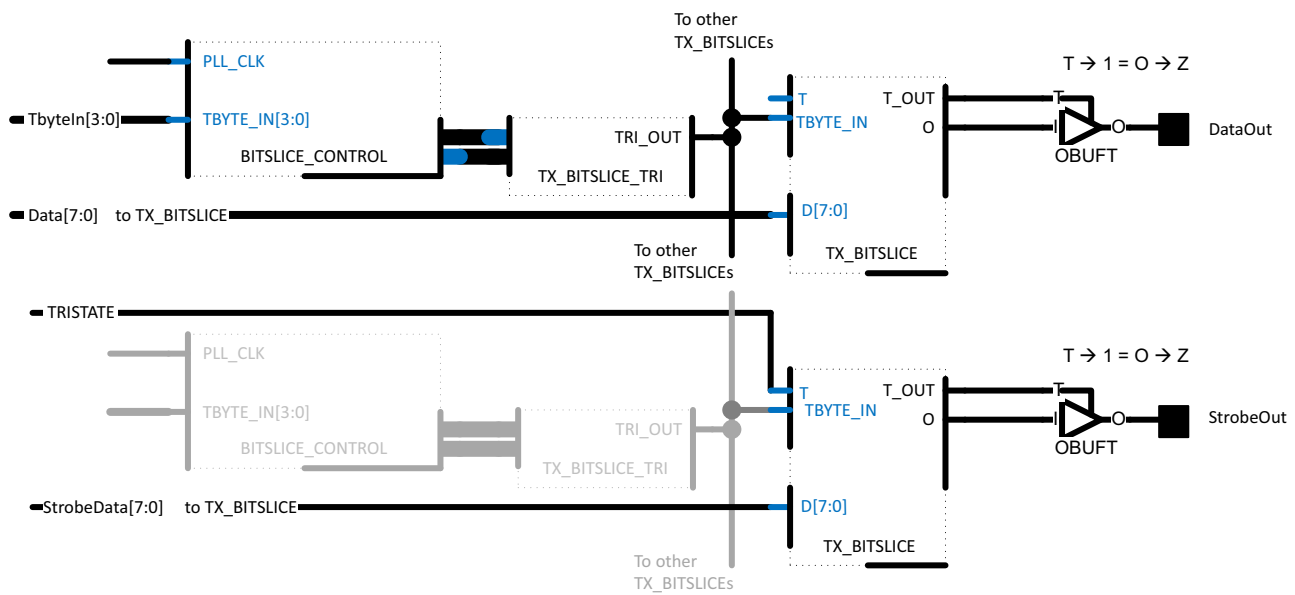 To other
TX_BITSLICEs
PLL_CLK
T → 1 = O → Z
T
T_OUT
T
TbyteIn[3:0]
TBYTE_IN[3:0]
TBYTE_IN
O
I
O
DataOut
TRI_OUT
BITSLICE_CONTROL
OBUFT
TX_BITSLICE_TRI
Data[7:0] to TX_BITSLICE
D[7:0]
To other
TX_BITSLICEs
TX_BITSLICE
TRISTATE
PLL_CLK
T → 1 = O → Z
T
T_OUT
T
TBYTE_IN[3:0]
TBYTE_IN
O
I
O
StrobeOut
TRI_OUT
BITSLICE_CONTROL
OBUFT
TX_BITSLICE_TRI
StrobeData[7:0] to TX_BITSLICE
D[7:0]
TX_BITSLICE
To other
TX_BITSLICEs